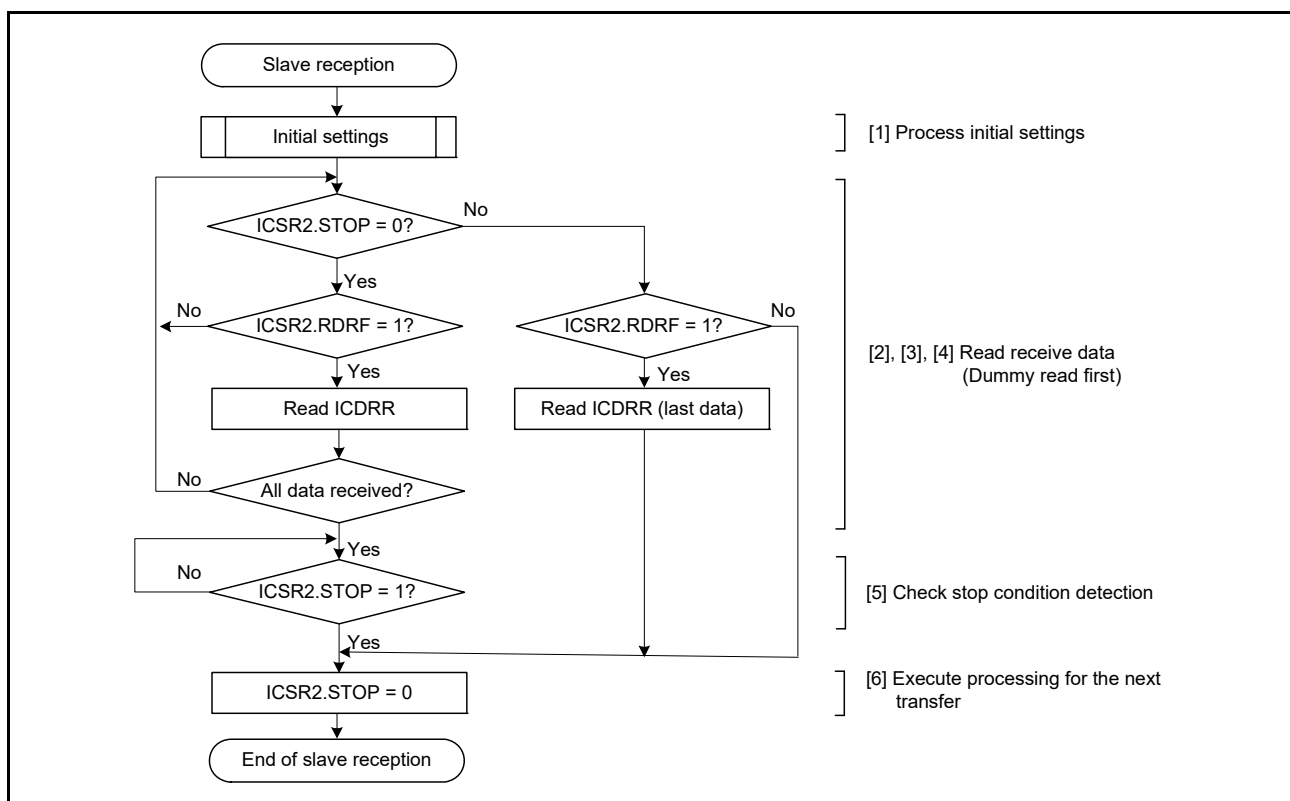 Slave reception
Initial settings
[1] Process initial settings
ICSR2.STOP = 0?
No
Yes
No
ICSR2.RDRF = 1?
ICSR2.RDRF = 1?
No
[2], [3], [4] Read receive data
(Dummy read first)
Yes
Yes
Read ICDRR
Read ICDRR (last data)
No
All data received?
Yes
No
ICSR2.STOP = 1?
[5] Check stop condition detection
Yes
ICSR2.STOP = 0
[6] Execute processing for the next
transfer
End of slave reception